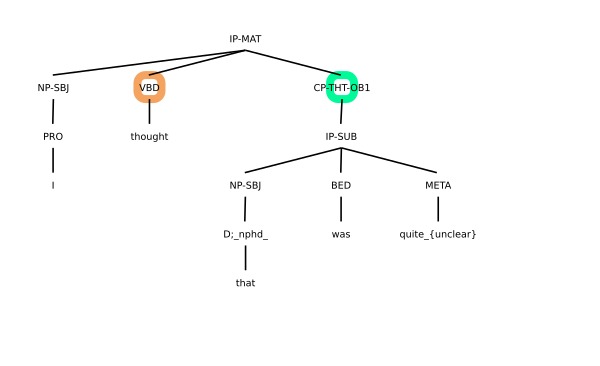 IP-MAT
NP-SBJ VBD CP-THT-OB1
PRO thought IP-SUB
I NP-SBJ BED META
D;_nphd_ was quite_{unclear}
that